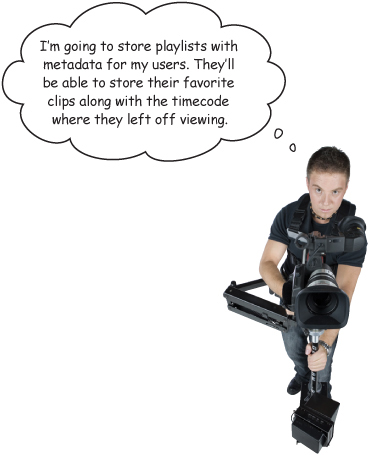 I'm going to store playlists with
metadata for my users. They'll
be able to store their favorite
clips along with the timecode
where they left off viewing.